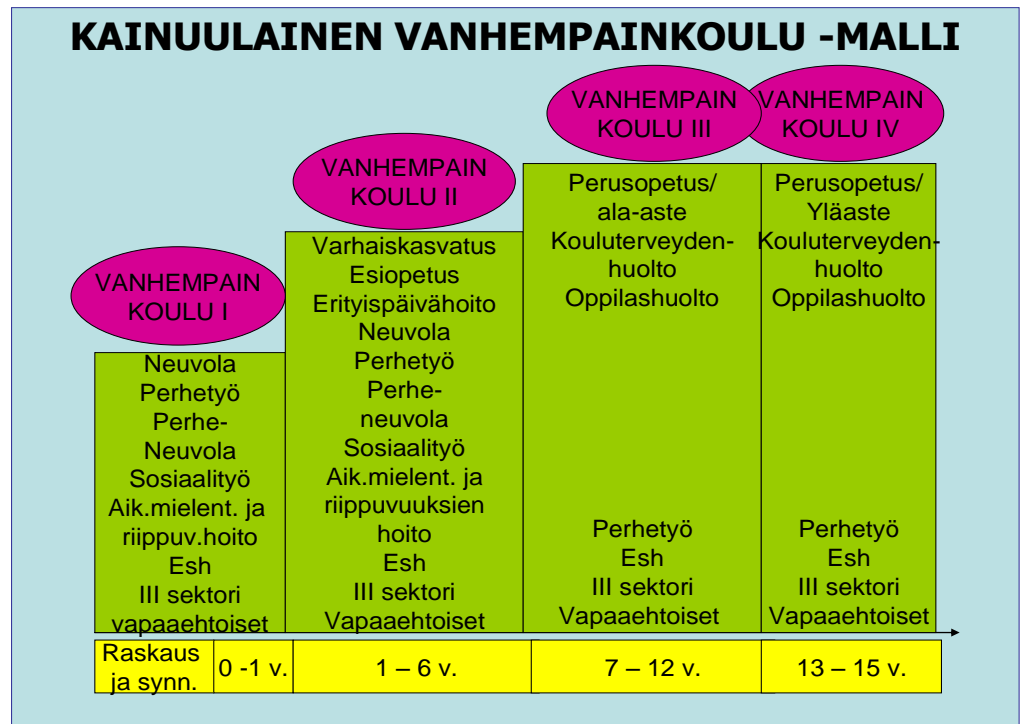 KAINUULAINEN VANHEMPAINKOULU -MALLI
VANHEMPAIN
KOULU I
Neuvola
Perhetyö
Perhe-
Neuvola
Sosiaalityö
Aik.mielent. ja
riippuv.hoito
Esh
III sektori
vapaaehtoiset
Raskaus
ja synn.
0 -1 v.
VANHEMPAIN
KOULU II
Varhaiskasvatus
Esiopetus
Erityispäivähoito
Neuvola
Perhetyö
Perhe-
neuvola
Sosiaalityö
Aik.mielent. ja
riippuvuuksien
hoito
Esh
III sektori
Vapaaehtoiset
1 – 6 v.
VANHEMPAIN
KOULU III
Perusopetus/
ala-aste
Kouluterveyden-
huolto
Oppilashuolto
Perhetyö
Esh
III sektori
Vapaaehtoiset
7 – 12 v.
VANHEMPAIN
KOULU IV
Perusopetus/
Yläaste
Kouluterveyden-
huolto
Oppilashuolto
Perhetyö
Esh
III sektori
Vapaaehtoiset
13 – 15 v.